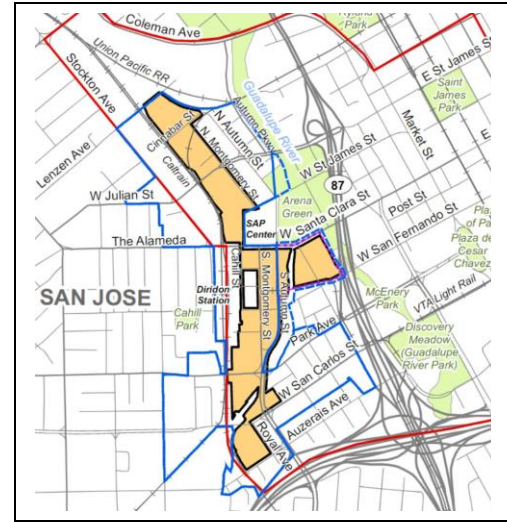 Coleman Ave
Park
Union Pacific RR
Stockton Ave
E St James St
Saint
James
Park
Guadalupe River
Autumn Pkwy
Cinnabar St
N Autumn St
N Montgomery St
Market St
Lenzen Ave
Caltrain
W St James St
87
W Julian St
Arena
Green
Post St
W Santa Clara St
SAP
Center
The Alameda
W San Fernando St
Plaza de
Cesar
Chavez
Cahill St
S Montgomery St
S Autumn St
Diridon
Station
SAN JOSE
Cahill
Park
McEnery
Park
VTA Light Rail
Park Ave
Discovery
Meadow
(Guadalupe
River Park)
W San Carlos St
Auzerais Ave
Royal Ave